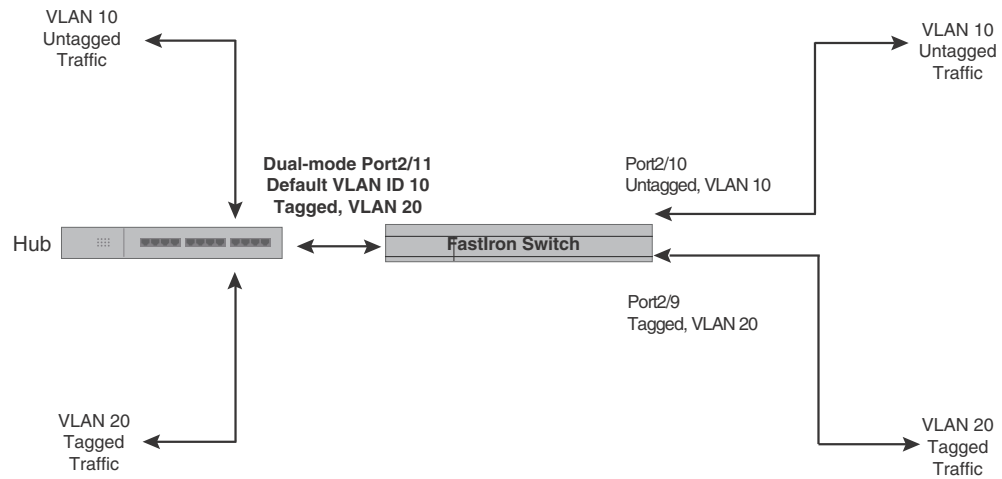 VLAN 10
Untagged
Traffic
VLAN 10
Untagged
Traffic
Dual-mode Port2/11
Default VLAN ID 10
Tagged, VLAN 20
Port2/10
Untagged, VLAN 10
Hub
FastIron Switch
Port2/9
Tagged, VLAN 20
VLAN 20
Tagged
Traffic
VLAN 20
Tagged
Traffic